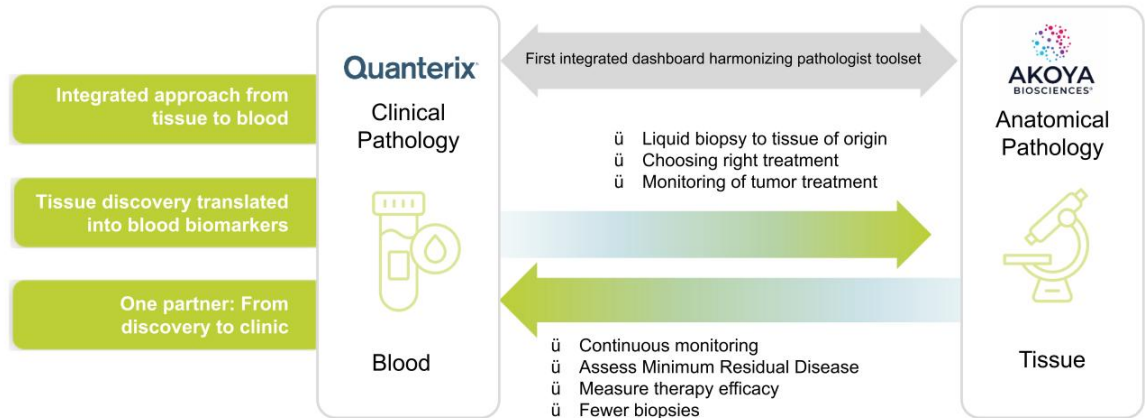 Integrated approach from
tissue to blood
Tissue discovery translated
into blood biomarkers
One partner: From
discovery to clinic
Quanterix
Clinical
Pathology
Blood
First integrated dashboard harmonizing pathologist toolset
ü Liquid biopsy to tissue of origin
ü Choosing right treatment
ü Monitoring of tumor treatment
ü Continuous monitoring
ü Assess Minimum Residual Disease
ü Measure therapy efficacy
ü Fewer biopsies
AKOYA
BIOSCIENCES®
Anatomical
Pathology
Tissue